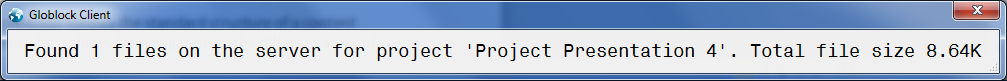 Globlock Client
Found 1 files on the server for project 'Project Presentation 4'. Total file size 8.64K